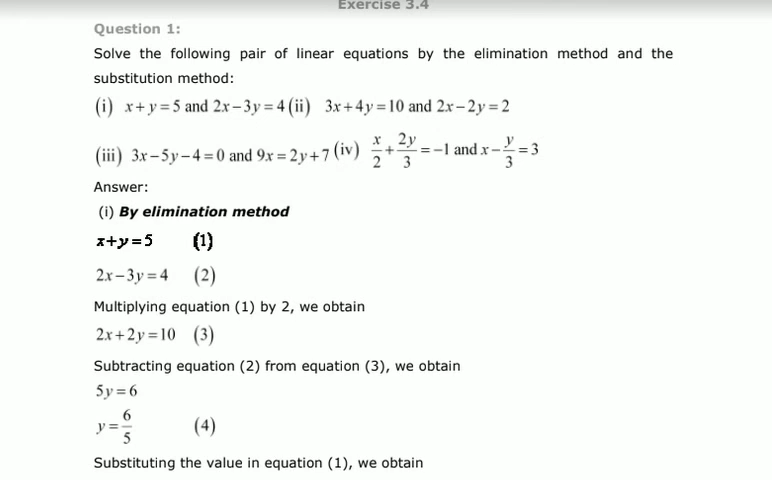 Exercise 3.4
Question 1:
Solve the following pair of linear equations by the elimination method and the
substitution method:
(i) x+y=5 and 2x−3y=4 (ii) 3x+4y=10 and 2x−2y=2
(iii) 3x−5y−4=0 and 9x=2y+7 (iv) x/2+2y/3=−1 and x−y/3=3
Answer:
(i) By elimination method
x+y=5 (1)
2x−3y=4 (2)
Multiplying equation (1) by 2, we obtain
2x+2y=10 (3)
Subtracting equation (2) from equation (3), we obtain
5y=6
y=6/5 (4)
Substituting the value in equation (1), we obtain